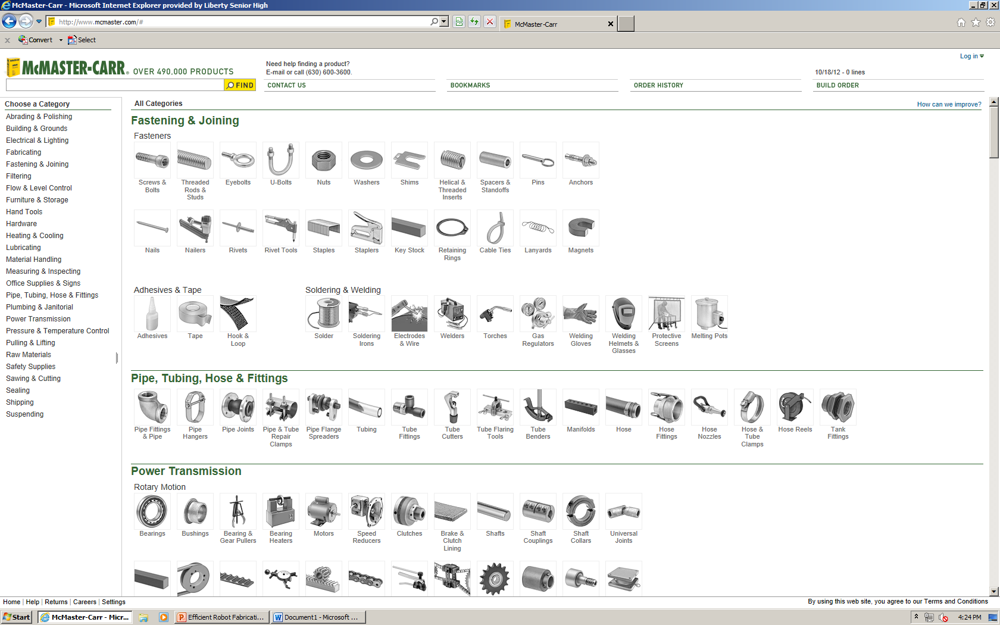 McMaster-Carr - Microsoft Internet Explorer provided by Liberty Senior High
http://www.mcmaster.com/#
McMaster-Carr
Convert
Select
McMASTER-CARR® OVER 490,000 PRODUCTS
FIND
Need help finding a product?
E-mail or call (630) 600-3600.
Log in
10/18/12 - 0 lines
CONTACT US
BOOKMARKS
ORDER HISTORY
BUILD ORDER
Choose a Category
Abrading & Polishing
Building & Grounds
Electrical & Lighting
Fabricating
Fastening & Joining
Filtering
Flow & Level Control
Furniture & Storage
Hand Tools
Hardware
Heating & Cooling
Lubricating
Material Handling
Measuring & Inspecting
Office Supplies & Signs
Pipe, Tubing, Hose & Fittings
Plumbing & Janitorial
Power Transmission
Pressure & Temperature Control
Pulling & Lifting
Raw Materials
Safety Supplies
Sawing & Cutting
Sealing
Shipping
Suspending
All Categories
How can we improve?
Fastening & Joining
Fasteners
Screws &
Bolts
Threaded
Rods &
Studs
Eyebolts
U-Bolts
Nuts
Washers
Shims
Helical &
Threaded
Inserts
Spacers &
Standoffs
Pins
Anchors
Nails
Nailers
Rivets
Rivet Tools
Staples
Staplers
Key Stock
Retaining
Rings
Cable Ties
Lanyards
Magnets
Adhesives & Tape
Adhesives
Tape
Hook &
Loop
Soldering & Welding
Solder
Soldering
Irons
Electrodes
& Wire
Welders
Torches
Gas
Regulators
Welding
Gloves
Welding
Helmets &
Glasses
Protective
Screens
Melting Pots
Pipe, Tubing, Hose & Fittings
Pipe Fittings
& Pipe
Pipe
Hangers
Pipe Joints
Pipe & Tube
Repair
Clamps
Pipe Flange
Spreaders
Tubing
Tube
Fittings
Tube
Cutters
Tube Flaring
Tools
Tube
Benders
Manifolds
Hose
Hose
Fittings
Hose
Nozzles
Hose &
Tube
Clamps
Hose Reels
Tank
Fittings
Power Transmission
Rotary Motion
Bearings
Bushings
Bearing &
Gear Pullers
Bearing
Heaters
Motors
Speed
Reducers
Clutches
Brake &
Clutch
Lining
Shafts
Shaft
Couplings
Shaft
Collars
Universal
Joints
Home | Help | Returns | Careers | Settings
By using this web site, you agree to our Terms and Conditions
Start
McMaster-Carr - Micr...
Efficient Robot Fabricati...
Document1 - Microsoft ...
4:24 PM